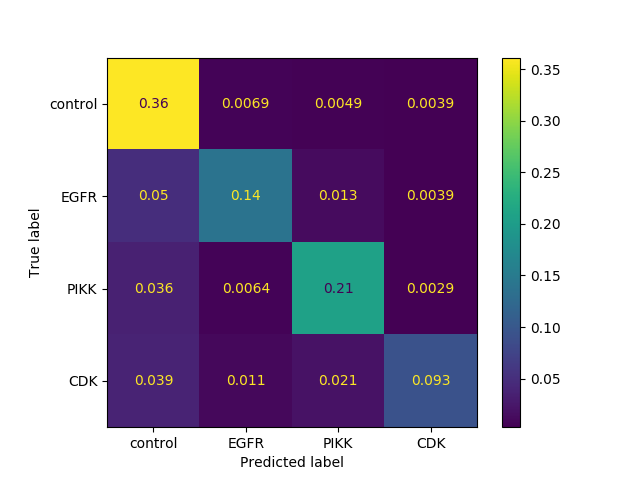 control 0.36 0.0069 0.0049 0.0039
EGFR 0.05 0.14 0.013 0.0039
PIKK 0.036 0.0064 0.21 0.0029
CDK 0.039 0.011 0.021 0.093
control EGFR PIKK CDK
Predicted label
True label
0.35
0.30
0.25
0.20
0.15
0.10
0.05